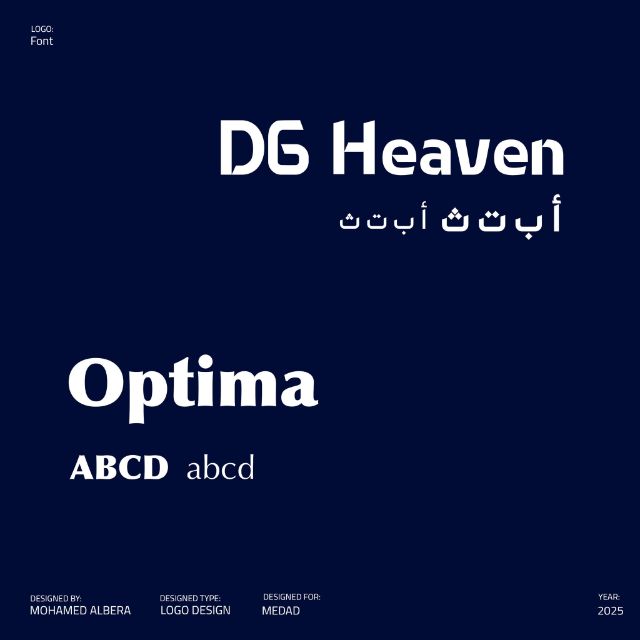 LOGO:
Font
DG Heaven
أ ب ت ث أ ب ت ث
Optima
ABCD abcd
DESIGNED BY:
MOHAMED ALBERA
DESIGNED TYPE:
LOGO DESIGN
DESIGNED FOR:
MEDAD
YEAR:
2025